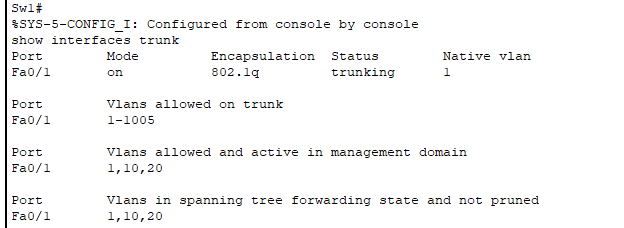 Sw1#
%SYS-5-CONFIG_I: Configured from console by console
show interfaces trunk
Port Mode Encapsulation Status Native vlan
Fa0/1 on 802.1q trunking 1
Port Vlans allowed on trunk
Fa0/1 1-1005
Port Vlans allowed and active in management domain
Fa0/1 1,10,20
Port Vlans in spanning tree forwarding state and not pruned
Fa0/1 1,10,20